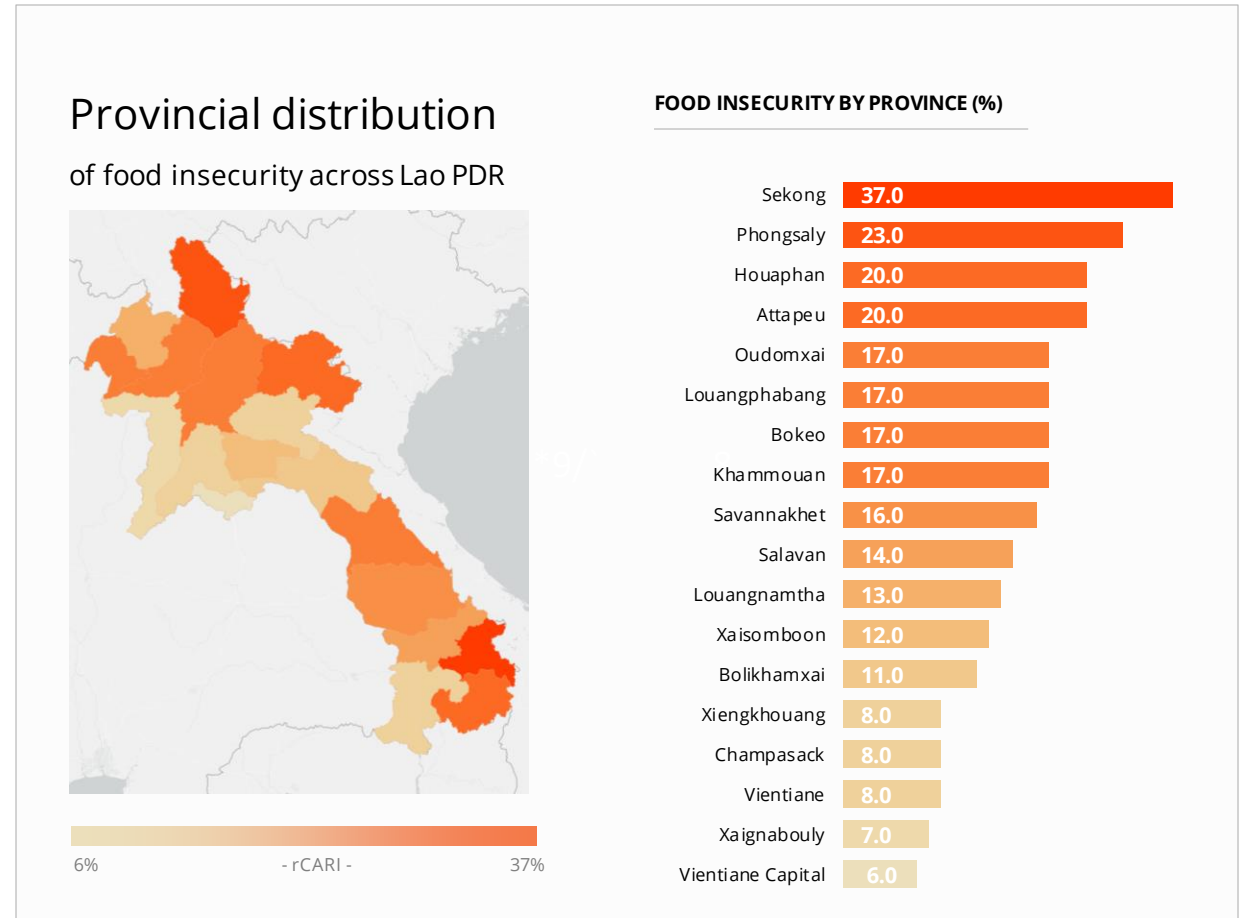 Provincial distribution
of food insecurity across Lao PDR
6%
- rCARI -
37%
FOOD INSECURITY BY PROVINCE (%)
Sekong 37.0
Phongsaly 23.0
Houaphan 20.0
Attapeu 20.0
Oudomxai 17.0
Louangphabang 17.0
Bokeo 17.0
Khammouan 17.0
Savannakhet 16.0
Salavan 14.0
Louangnamtha 13.0
Xaisomboon 12.0
Bolikhamxai 11.0
Xiengkhouang 8.0
Champasack 8.0
Vientiane 8.0
Xaignabouly 7.0
Vientiane Capital 6.0